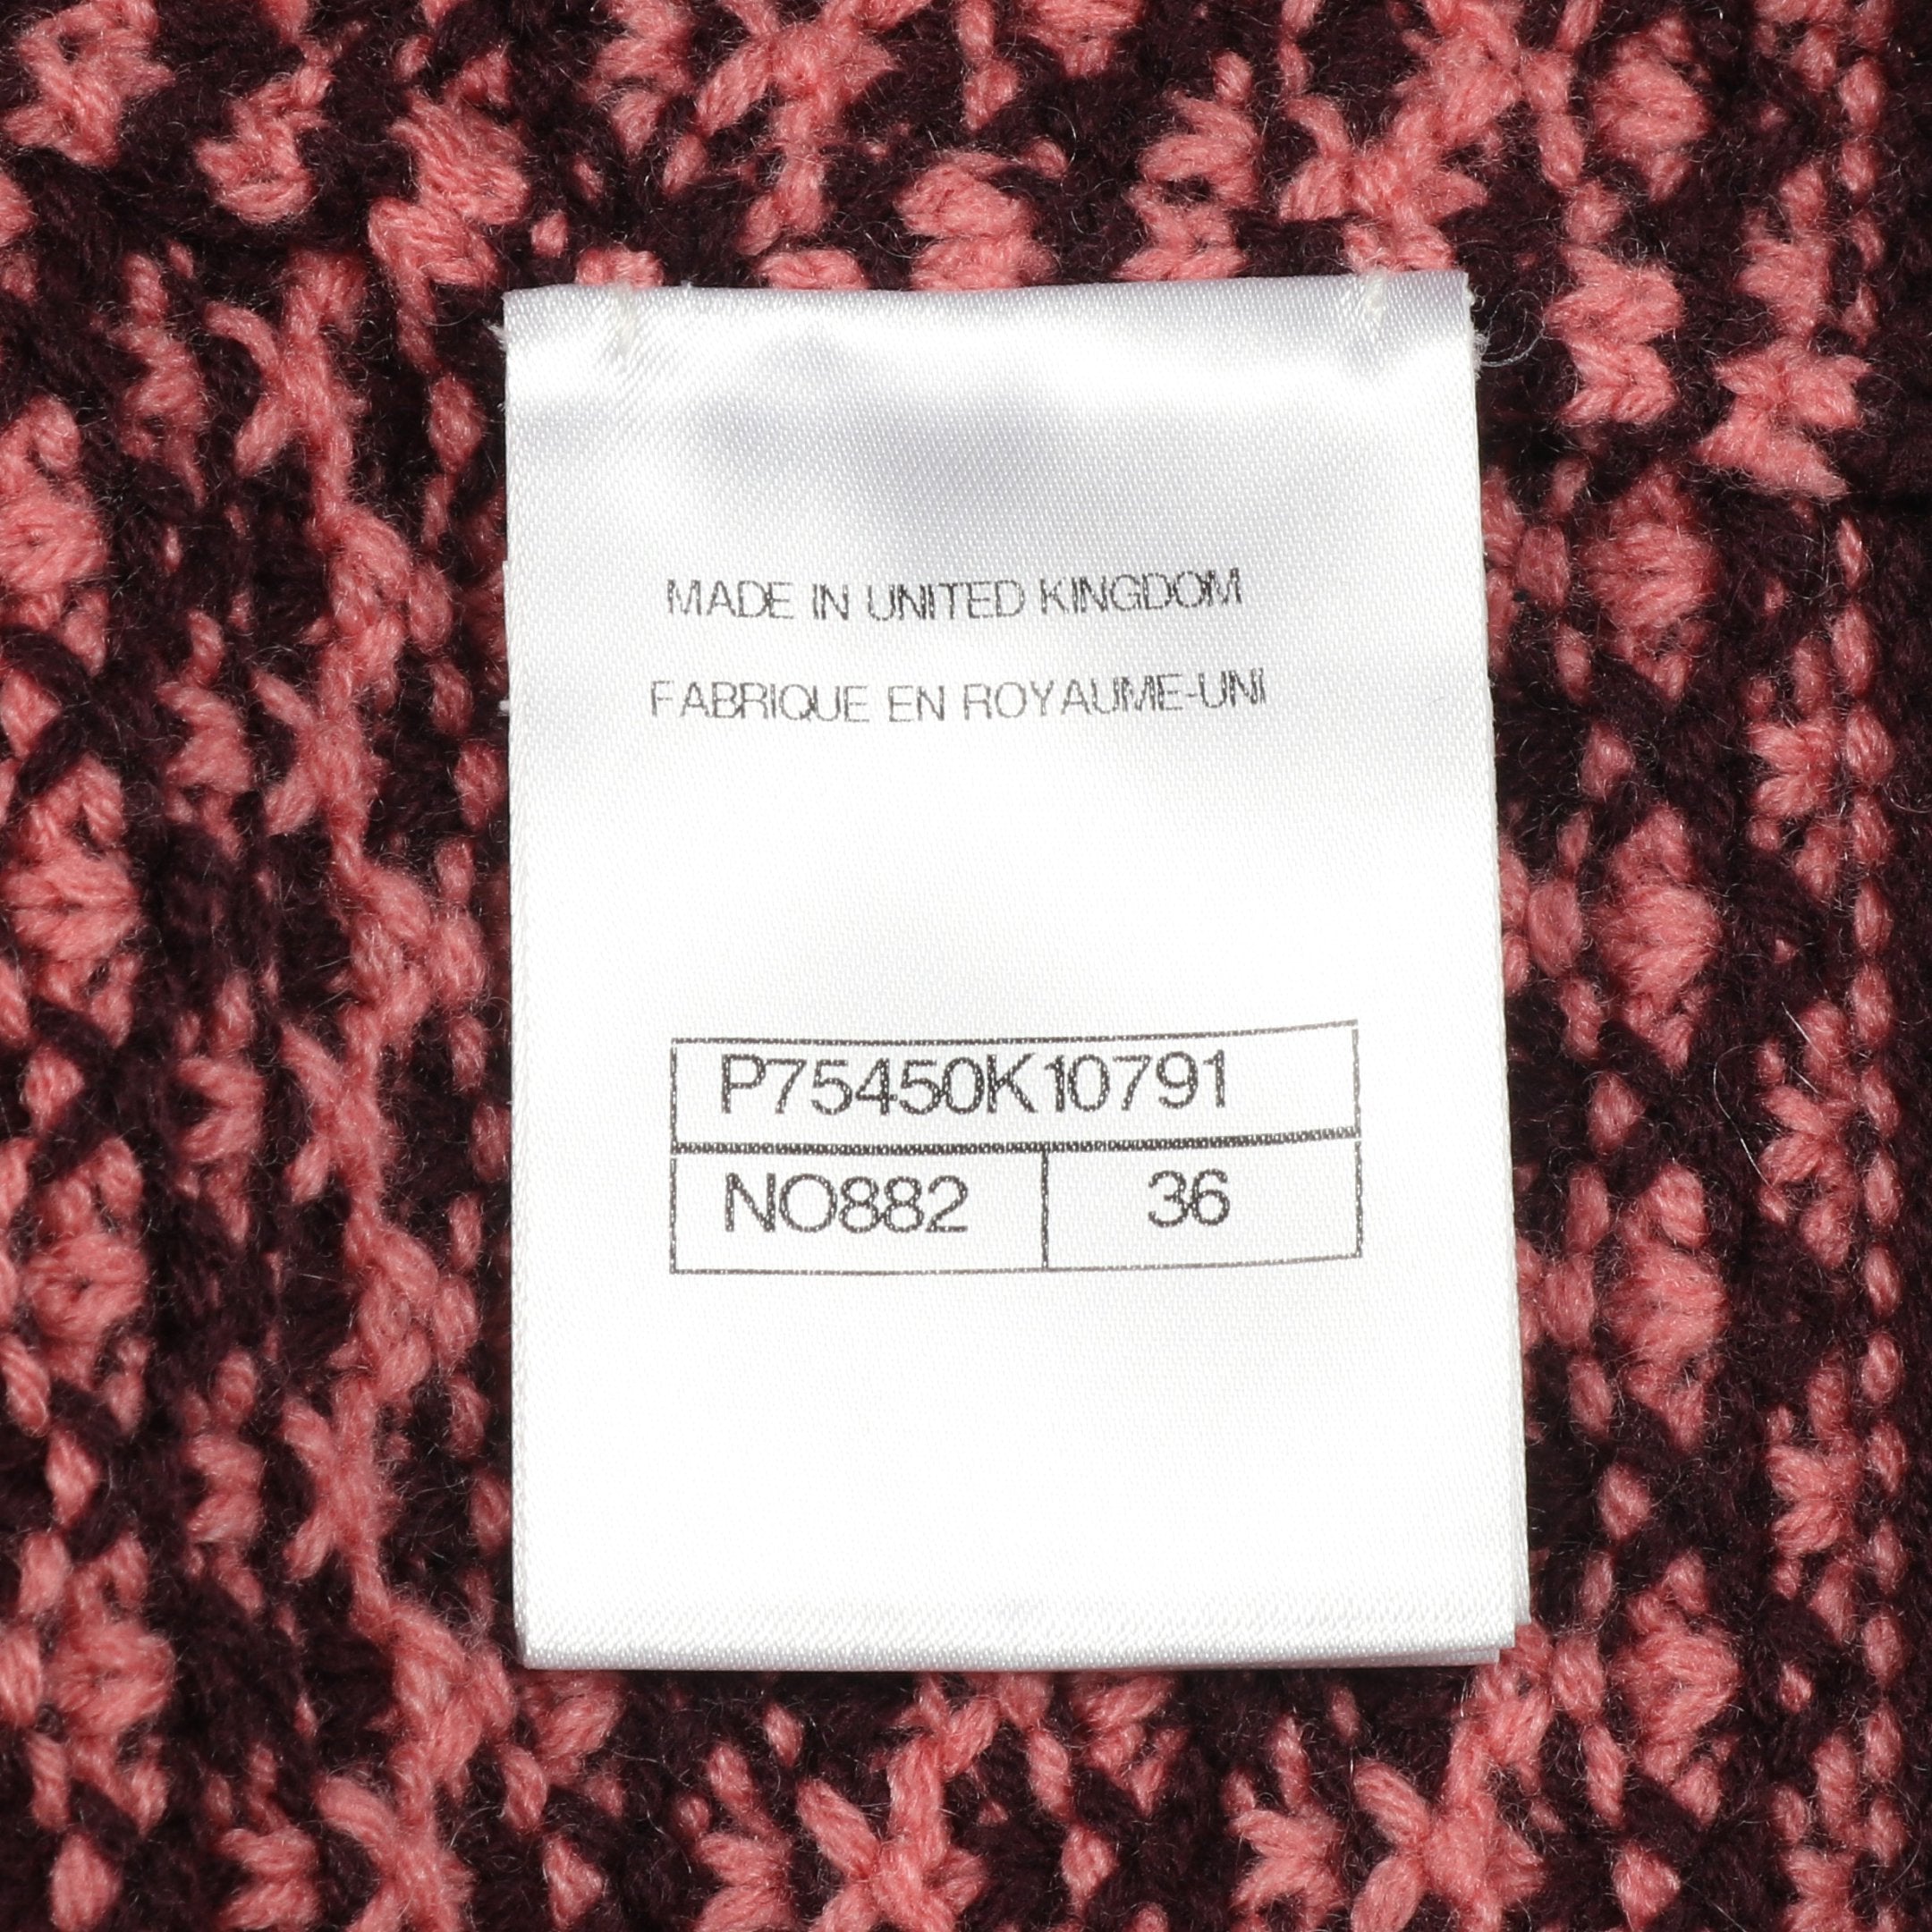 MADE IN UNITED KINGDOM
FABRIQUE EN ROYAUME-UNI
P75450K10791
NO882 36